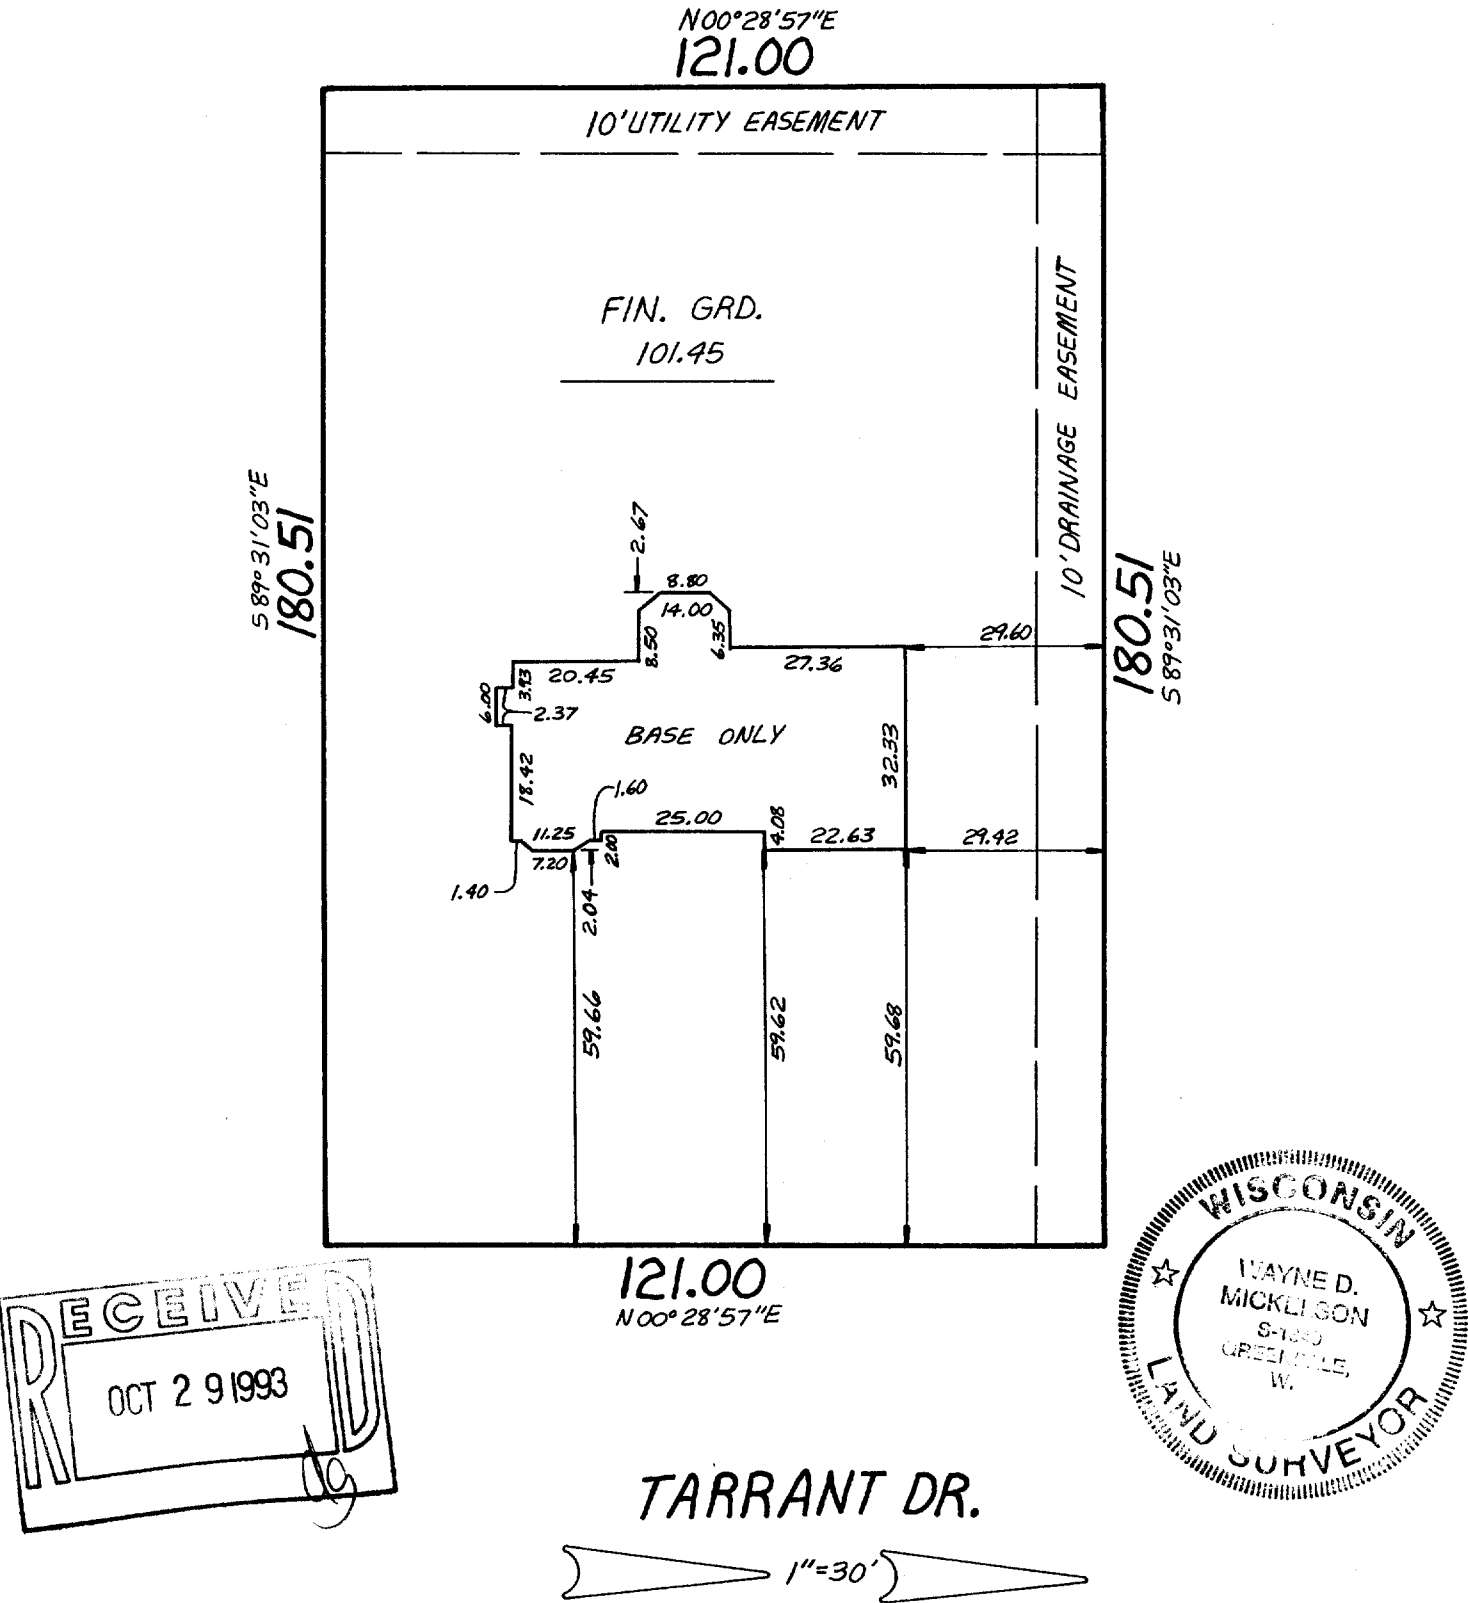 N00°28'57"E
121.00
10' UTILITY EASEMENT
FIN. GRD.
101.45
10' DRAINAGE EASEMENT
S89°31'03"E
180.51
180.51
S89°31'03"E
2.67
8.80
14.00
8.50
6.35
29.60
27.36
20.45
3.93
6.00
2.37
BASE ONLY
32.33
18.42
1.60
25.00
4.08
11.25
2.00
22.63
29.42
7.20
1.40
2.04
59.66
59.62
59.68
121.00
N00°28'57"E
RECEIVED
OCT 29 1993
WISCONSIN
WAYNE D.
MICKELSON
LAND SURVEYOR
TARRANT DR.
1"=30'